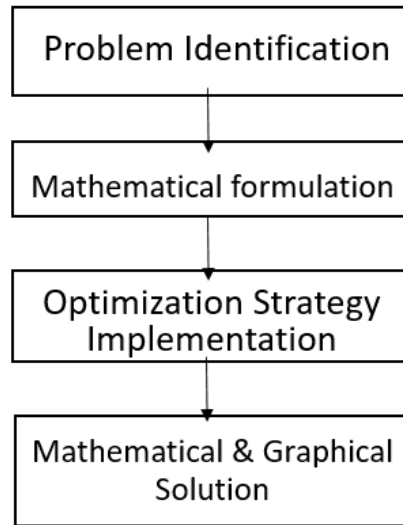 Problem Identification
Mathematical formulation
Optimization Strategy
Implementation
Mathematical & Graphical
Solution